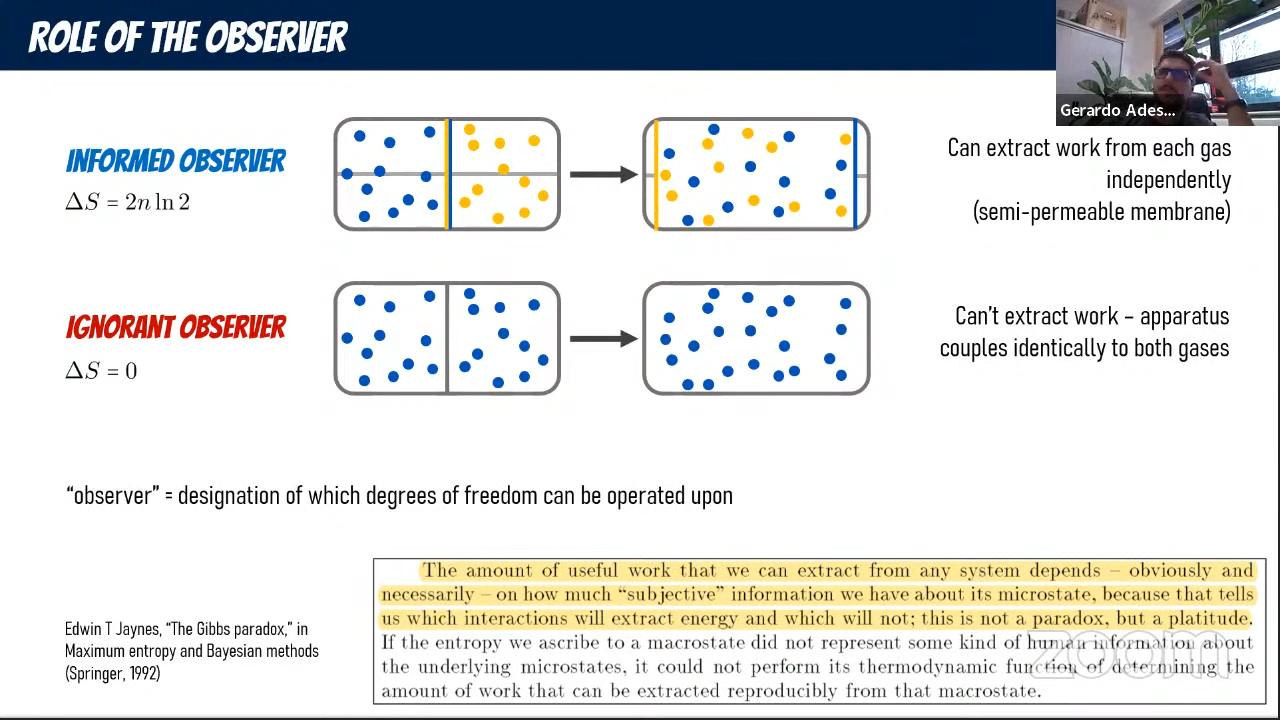 ROLE OF THE OBSERVER
Gerardo Ades...
INFORMED OBSERVER
ΔS = 2n ln 2
Can extract work from each gas
independently
(semi-permeable membrane)
IGNORANT OBSERVER
ΔS = 0
Can't extract work – apparatus
couples identically to both gases
“observer” = designation of which degrees of freedom can be operated upon
Edwin T Jaynes, “The Gibbs paradox,” in
Maximum entropy and Bayesian methods
(Springer, 1992)
The amount of useful work that we can extract from any system depends – obviously and
necessarily – on how much “subjective” information we have about its microstate, because that tells
us which interactions will extract energy and which will not; this is not a paradox, but a platitude.
If the entropy we ascribe to a macrostate did not represent some kind of human information about
the underlying microstates, it could not perform its thermodynamic function of determining the
amount of work that can be extracted reproducibly from that macrostate.
zoom